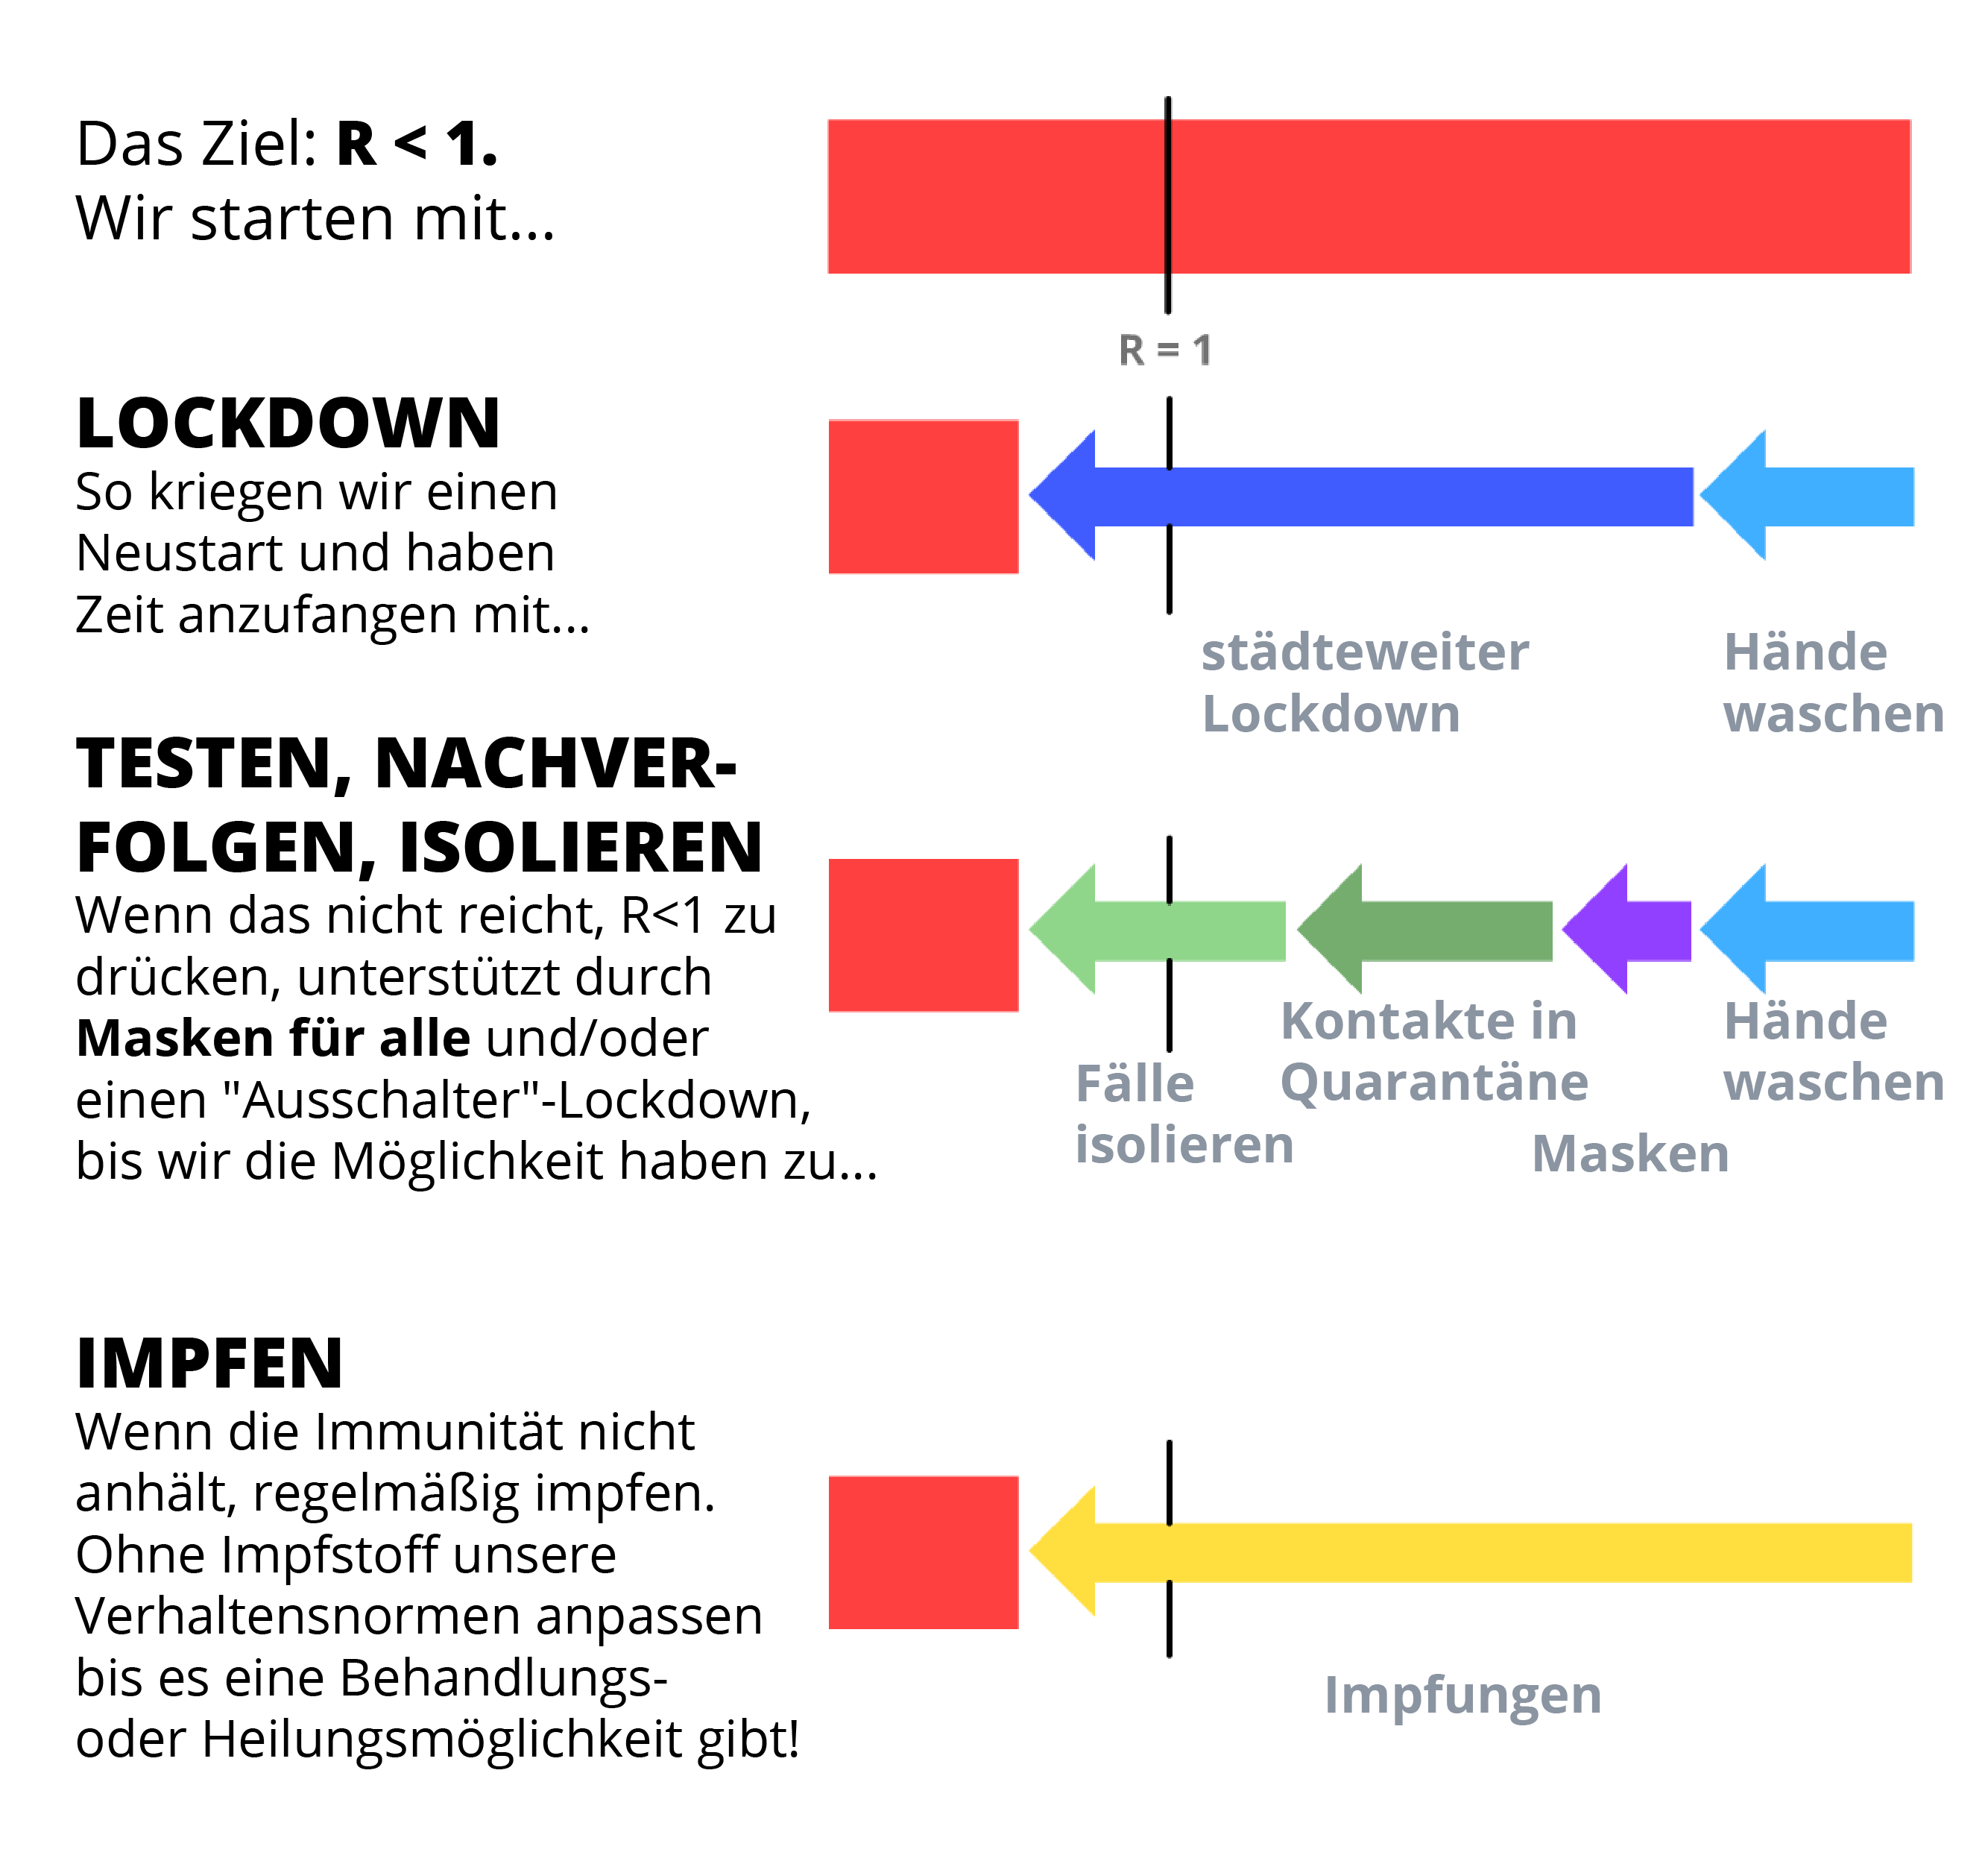 Das Ziel: R < 1.
Wir starten mit...
R = 1
LOCKDOWN
So kriegen wir einen
Neustart und haben
Zeit anzufangen mit...
städteweiter
Lockdown
Hände
waschen
TESTEN, NACHVER-
FOLGEN, ISOLIEREN
Wenn das nicht reicht, R<1 zu
drücken, unterstützt durch
Masken für alle und/oder
einen "Ausschalter"-Lockdown,
bis wir die Möglichkeit haben zu...
Fälle
isolieren
Kontakte in
Quarantäne
Masken
Hände
waschen
IMPFEN
Wenn die Immunität nicht
anhält, regelmäßig impfen.
Ohne Impfstoff unsere
Verhaltensnormen anpassen
bis es eine Behandlungs-
oder Heilungsmöglichkeit gibt!
Impfungen